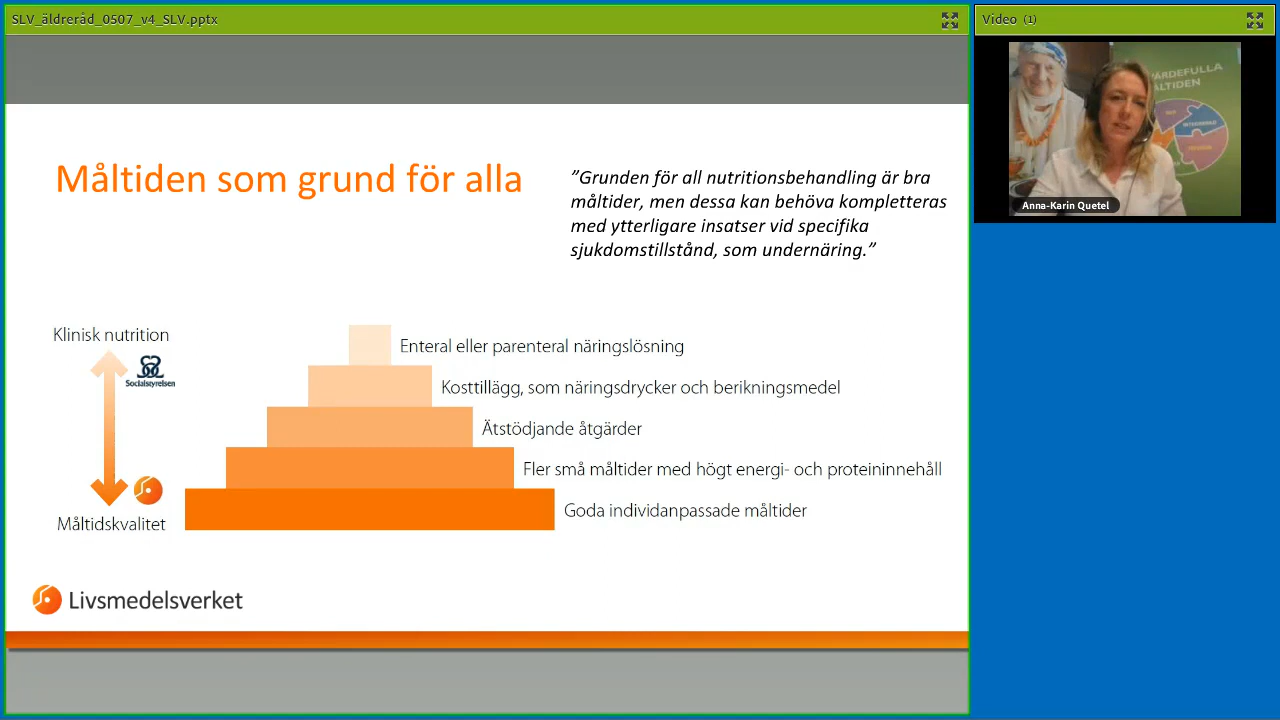 SLV_äldreråd_0507_v4_SLV.pptx
Video (1)
VÄRDEFULLA
MÅLTIDEN
Anna-Karin Quetel
Måltiden som grund för alla
”Grunden för all nutritionsbehandling är bra
måltider, men dessa kan behöva kompletteras
med ytterligare insatser vid specifika
sjukdomstillstånd, som undernäring.”
Klinisk nutrition
Socialstyrelsen
Måltidskvalitet
Enteral eller parenteral näringslösning
Kosttillägg, som näringsdrycker och berikningsmedel
Ätstödjande åtgärder
Fler små måltider med högt energi- och proteininnehåll
Goda individanpassade måltider
Livsmedelsverket